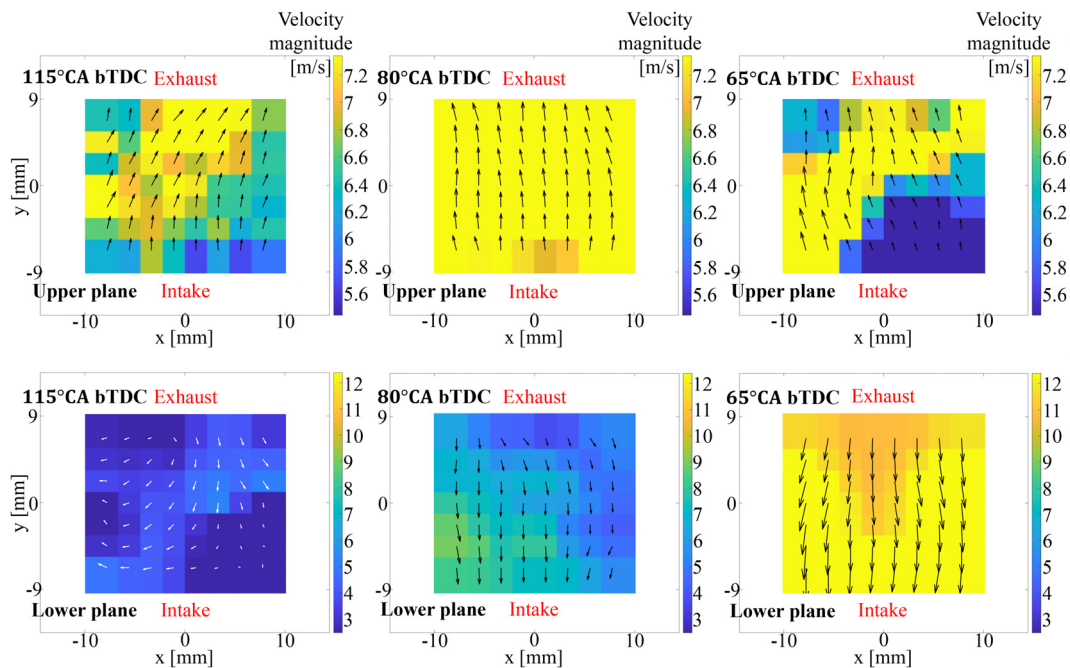 Velocity
magnitude
[m/s]
115°CA bTDC Exhaust
7.2
7
6.8
6.6
6.4
6.2
6
5.8
5.6
9
0
-9
y [mm]
Upper plane Intake
-10 0 10
x [mm]
Velocity
magnitude
[m/s]
80°CA bTDC Exhaust
7.2
7
6.8
6.6
6.4
6.2
6
5.8
5.6
9
0
-9
Upper plane Intake
-10 0 10
x [mm]
Velocity
magnitude
[m/s]
65°CA bTDC Exhaust
7.2
7
6.8
6.6
6.4
6.2
6
5.8
5.6
9
0
-9
Upper plane Intake
-10 0 10
x [mm]
115°CA bTDC Exhaust
12
11
10
9
8
7
6
5
4
3
9
0
-9
y [mm]
Lower plane Intake
-10 0 10
x [mm]
80°CA bTDC Exhaust
12
11
10
9
8
7
6
5
4
3
9
0
-9
Lower plane Intake
-10 0 10
x [mm]
65°CA bTDC Exhaust
12
11
10
9
8
7
6
5
4
3
9
0
-9
Lower plane Intake
-10 0 10
x [mm]